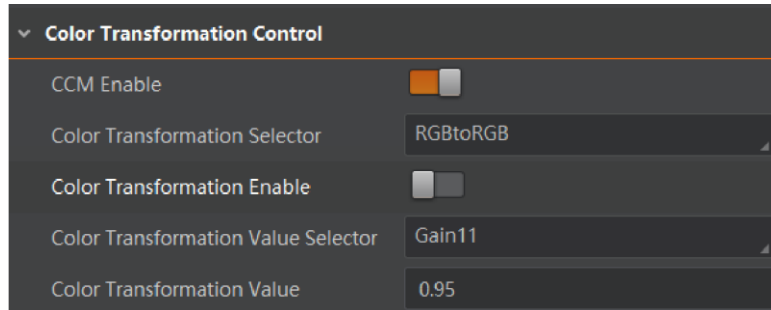 Color Transformation Control
CCM Enable
Color Transformation Selector RGBtoRGB
Color Transformation Enable
Color Transformation Value Selector Gain11
Color Transformation Value 0.95